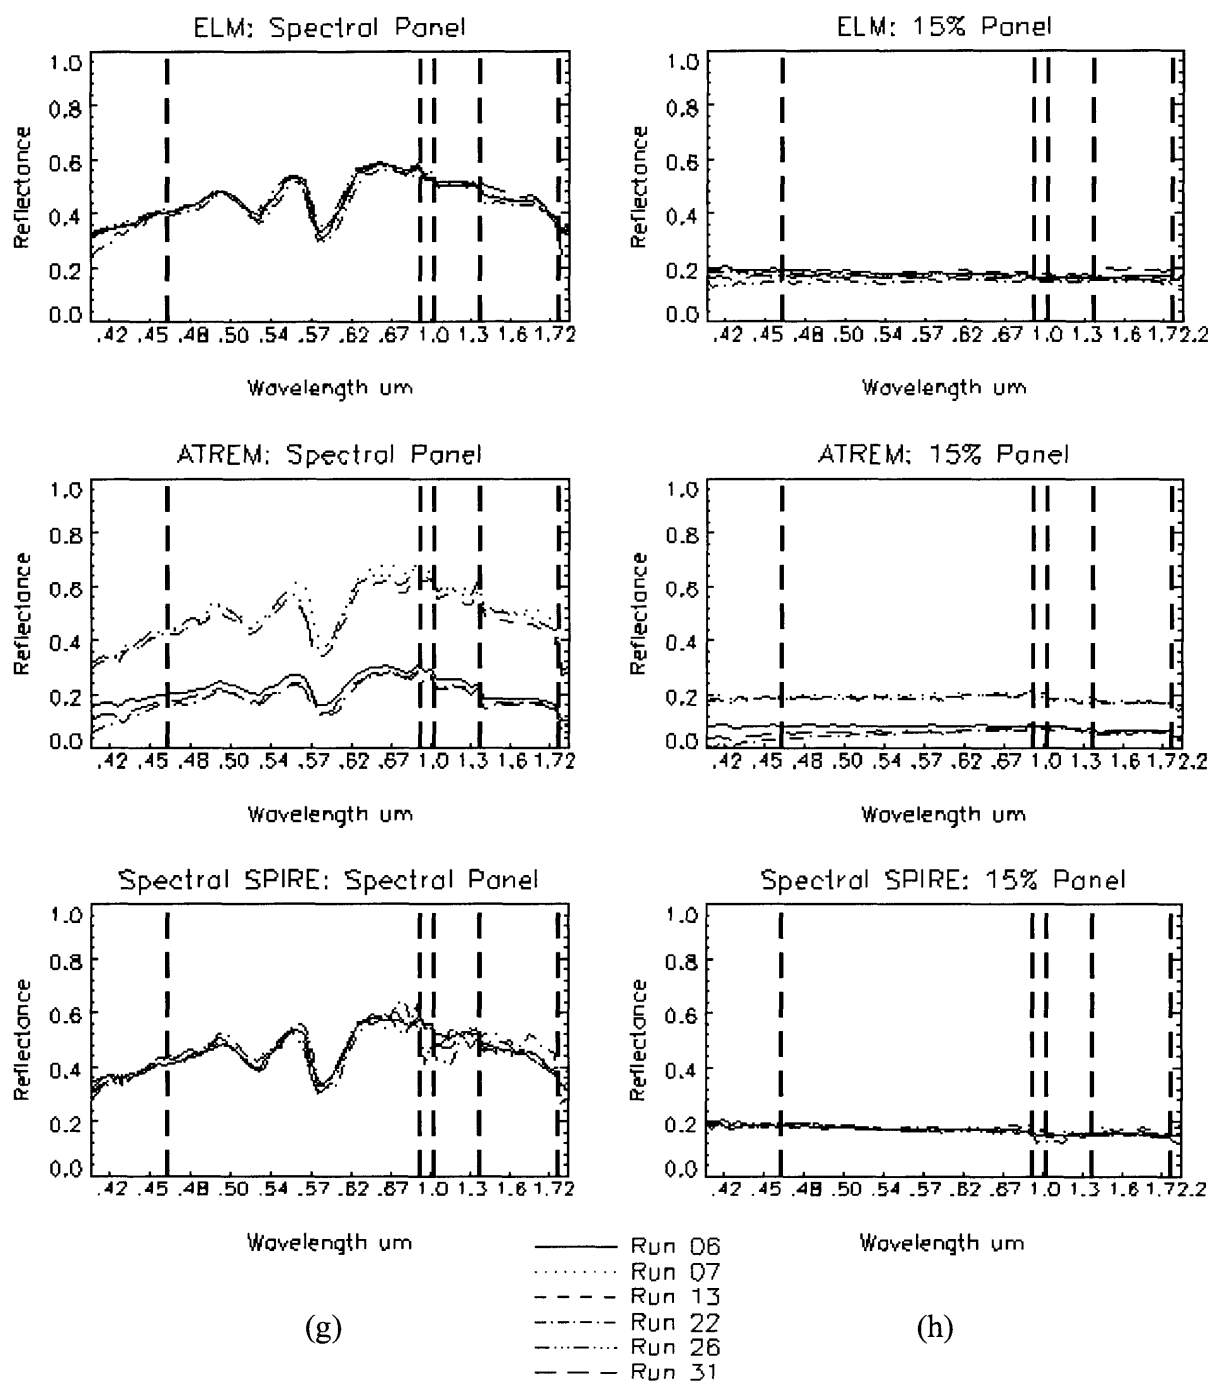 ELM: Spectral Panel
ELM: 15% Panel
Reflectance
1.0
0.8
0.6
0.4
0.2
0.0
.42 .45 .48 .50 .54 .57 .62 .67 1.0 1.3 1.6 1.72
Wavelength um
Reflectance
1.0
0.8
0.6
0.4
0.2
0.0
.42 .45 .48 .50 .54 .57 .62 .67 1.0 1.3 1.6 1.72.2
Wavelength um
ATREM: Spectral Panel
ATREM: 15% Panel
Reflectance
1.0
0.8
0.6
0.4
0.2
0.0
.42 .45 .48 .50 .54 .57 .62 .67 1.0 1.3 1.6 1.72
Wavelength um
Reflectance
1.0
0.8
0.6
0.4
0.2
0.0
.42 .45 .48 .50 .54 .57 .62 .67 1.0 1.3 1.6 1.72.2
Wavelength um
Spectral SPIRE: Spectral Panel
Spectral SPIRE: 15% Panel
Reflectance
1.0
0.8
0.6
0.4
0.2
0.0
.42 .45 .48 .50 .54 .57 .62 .67 1.0 1.3 1.6 1.72
Wavelength um
Reflectance
1.0
0.8
0.6
0.4
0.2
0.0
.42 .45 .48 .50 .54 .57 .62 .67 1.0 1.3 1.6 1.72.2
Wavelength um
Run 06
Run 07
Run 13
Run 22
Run 26
Run 31
(g)
(h)